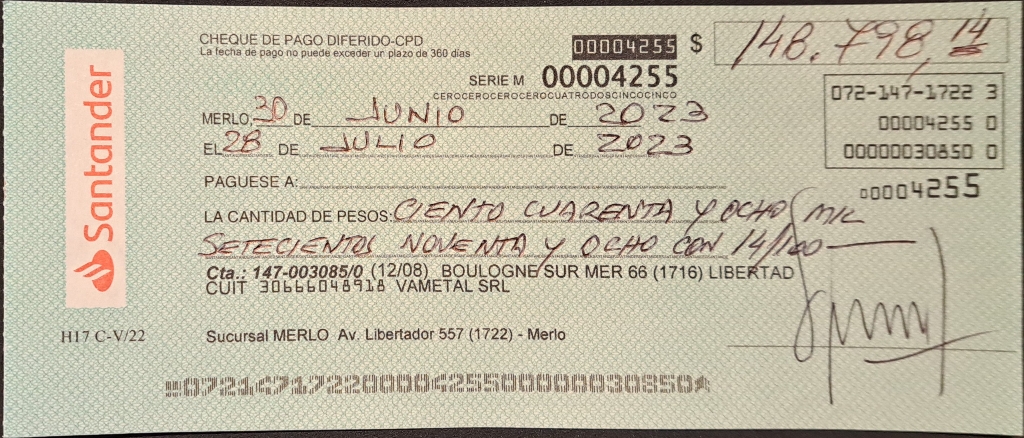 Santander
CHEQUE DE PAGO DIFERIDO-CPD
La fecha de pago no puede exceder un plazo de 360 días
00004255 $ 148.798,14
SERIE M 00004255
CEROCEROCEROCEROCUATRODOSCINCOCINCO
072-147-1722 3
00004255 0
00000030850 0
MERLO, 30 DE JUNIO DE 2023
EL 28 DE JULIO DE 2023
PAGUESE A:
00004255
LA CANTIDAD DE PESOS: CIENTO CUARENTA Y OCHO MIL
SETECIENTOS NOVENTA Y OCHO CON 14/100
Cta.: 147-003085/0 (12/08) BOULOGNE SUR MER 66 (1716) LIBERTAD
CUIT 30666048918 VAMETAL SRL
H17 C-V/22
Sucursal MERLO Av. Libertador 557 (1722) - Merlo